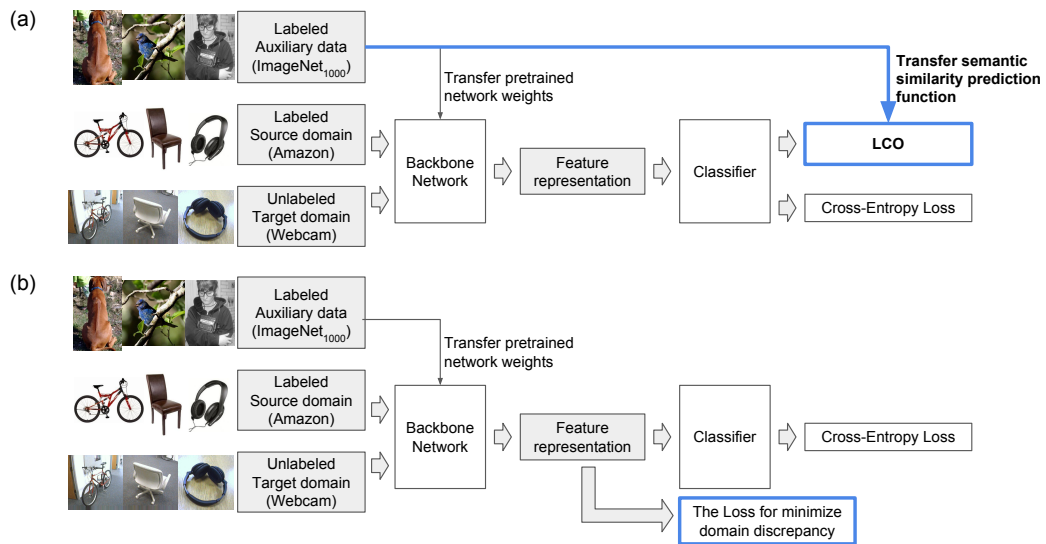 (a)
Labeled
Auxiliary data
(ImageNet1000)
Transfer pretrained
network weights
Transfer semantic
similarity prediction
function
Labeled
Source domain
(Amazon)
Unlabeled
Target domain
(Webcam)
Backbone
Network
Feature
representation
Classifier
LCO
Cross-Entropy Loss
(b)
Labeled
Auxiliary data
(ImageNet1000)
Transfer pretrained
network weights
Labeled
Source domain
(Amazon)
Unlabeled
Target domain
(Webcam)
Backbone
Network
Feature
representation
Classifier
Cross-Entropy Loss
The Loss for minimize
domain discrepancy